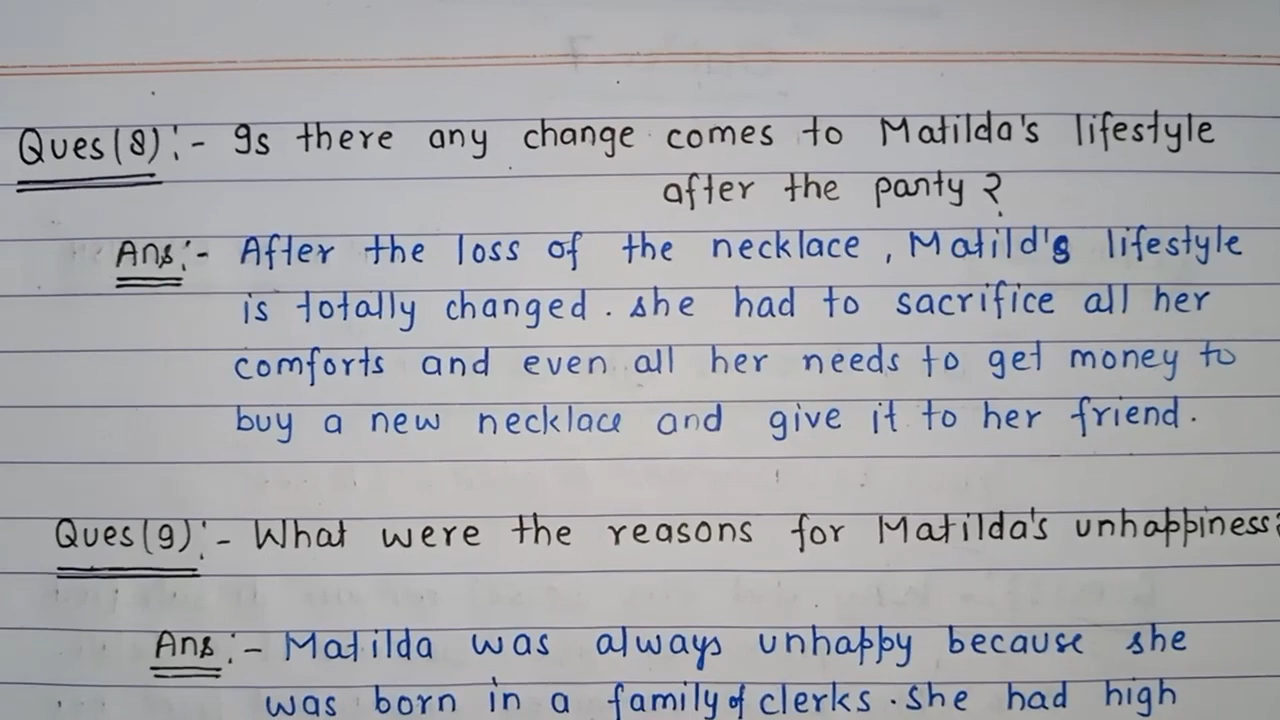 Ques(8):- Is there any change comes to Matilda's lifestyle
after the party?
Ans:- After the loss of the necklace, Matild's lifestyle
is totally changed. she had to sacrifice all her
comforts and even all her needs to get money to
buy a new necklace and give it to her friend.
Ques(9):- What were the reasons for Matilda's unhappiness?
Ans:- Matilda was always unhappy because she
was born in a family of clerks. She had high